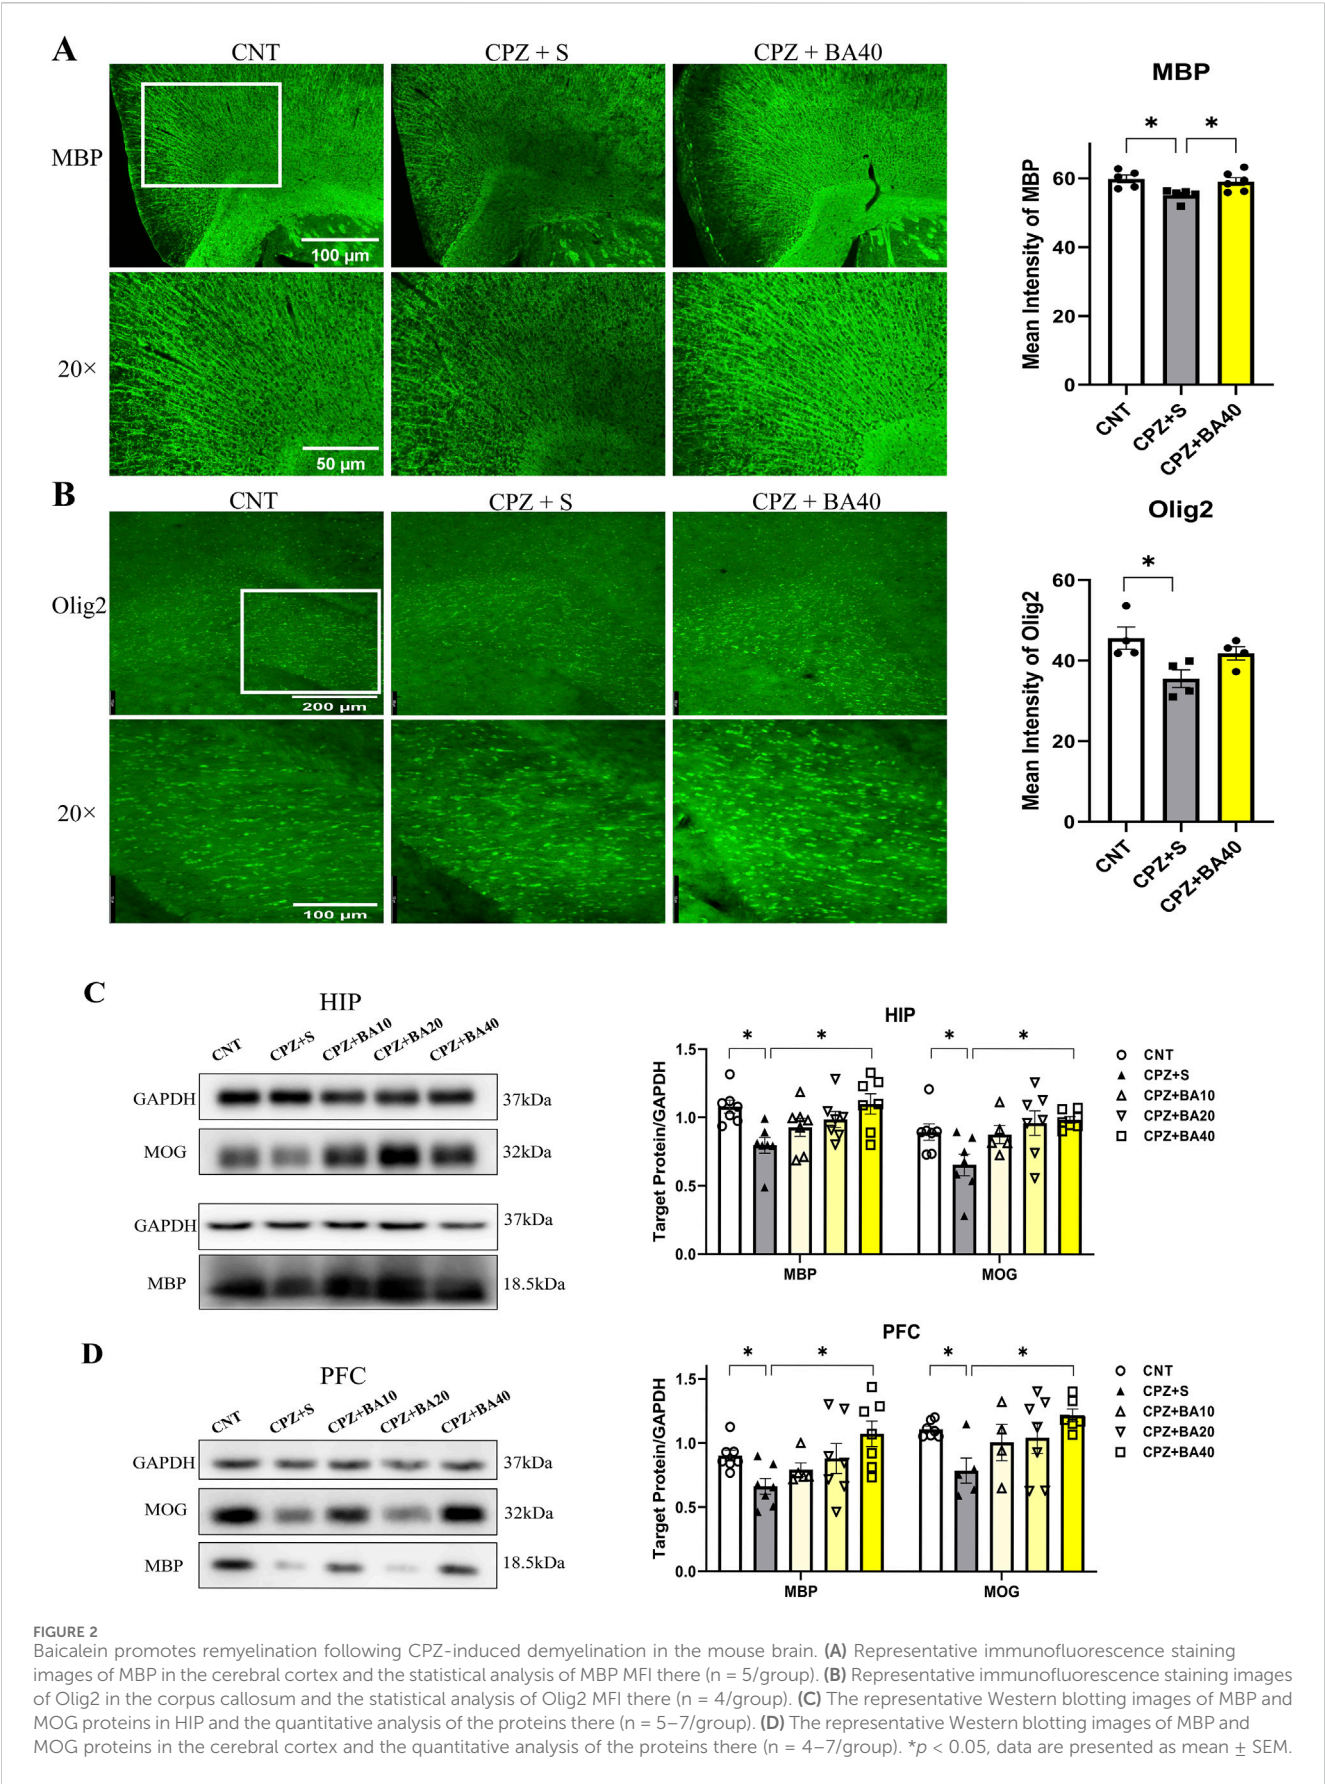 A
CNT
CPZ + S
CPZ + BA40
MBP
100 µm
20×
50 µm
MBP
*
*
Mean Intensity of MBP
60
40
20
0
CNT
CPZ+S
CPZ+BA40
B
CNT
CPZ + S
CPZ + BA40
Olig2
200 µm
20×
100 µm
Olig2
*
Mean Intensity of Olig2
60
40
20
0
CNT
CPZ+S
CPZ+BA40
C
HIP
CNT
CPZ+S
CPZ+BA10
CPZ+BA20
CPZ+BA40
GAPDH
37kDa
MOG
32kDa
GAPDH
37kDa
MBP
18.5kDa
HIP
*
*
*
*
Target Protein/GAPDH
1.5
1.0
0.5
0.0
MBP
MOG
CNT
CPZ+S
CPZ+BA10
CPZ+BA20
CPZ+BA40
D
PFC
CNT
CPZ+S
CPZ+BA10
CPZ+BA20
CPZ+BA40
GAPDH
37kDa
MOG
32kDa
MBP
18.5kDa
PFC
*
*
*
*
Target Protein/GAPDH
1.5
1.0
0.5
0.0
MBP
MOG
CNT
CPZ+S
CPZ+BA10
CPZ+BA20
CPZ+BA40
FIGURE 2
Baicalein promotes remyelination following CPZ-induced demyelination in the mouse brain. (A) Representative immunofluorescence staining
images of MBP in the cerebral cortex and the statistical analysis of MBP MFI there (n = 5/group). (B) Representative immunofluorescence staining images
of Olig2 in the corpus callosum and the statistical analysis of Olig2 MFI there (n = 4/group). (C) The representative Western blotting images of MBP and
MOG proteins in HIP and the quantitative analysis of the proteins there (n = 5–7/group). (D) The representative Western blotting images of MBP and
MOG proteins in the cerebral cortex and the quantitative analysis of the proteins there (n = 4–7/group). *p < 0.05, data are presented as mean ± SEM.